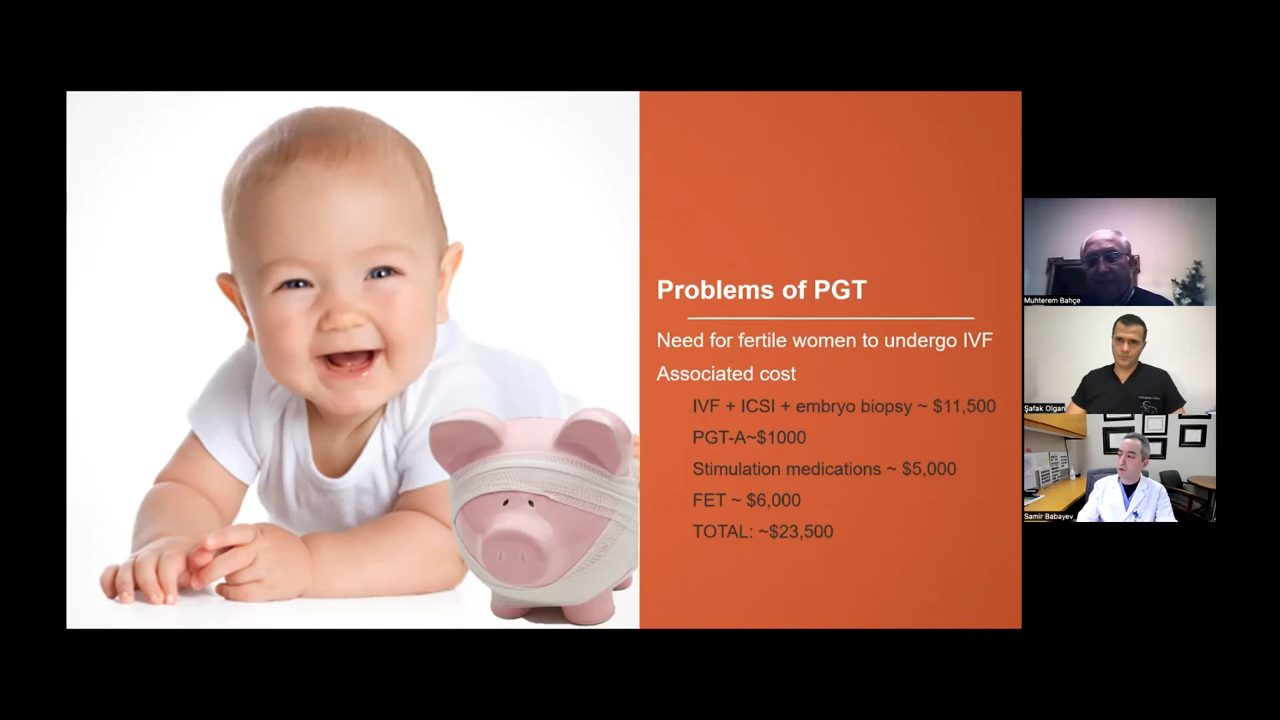 Problems of PGT
Need for fertile women to undergo IVF
Associated cost
IVF + ICSI + embryo biopsy ~ $11,500
PGT-A~$1000
Stimulation medications ~ $5,000
FET ~ $6,000
TOTAL: ~$23,500
Muhterem Bahçe
Şafak Olgan
Samir Babayev